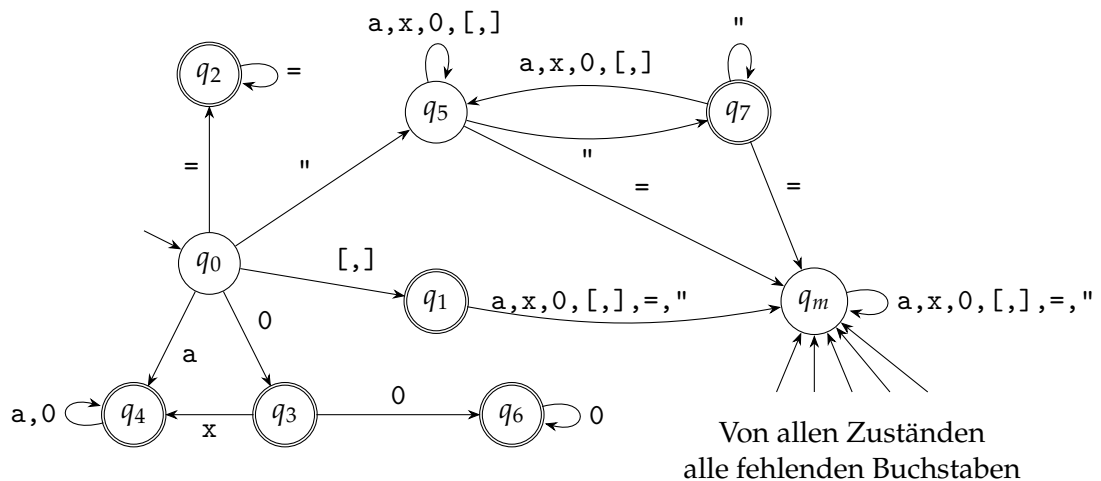 a,x,0,[,]
"
q2
=
a,x,0,[,]
q5
q7
=
"
"
=
=
q0
[,]
q1
a,x,0,[,],=,"
qm
a,x,0,[,],=,"
0
a
a,0
q4
x
q3
0
q6
0
Von allen Zuständen
alle fehlenden Buchstaben